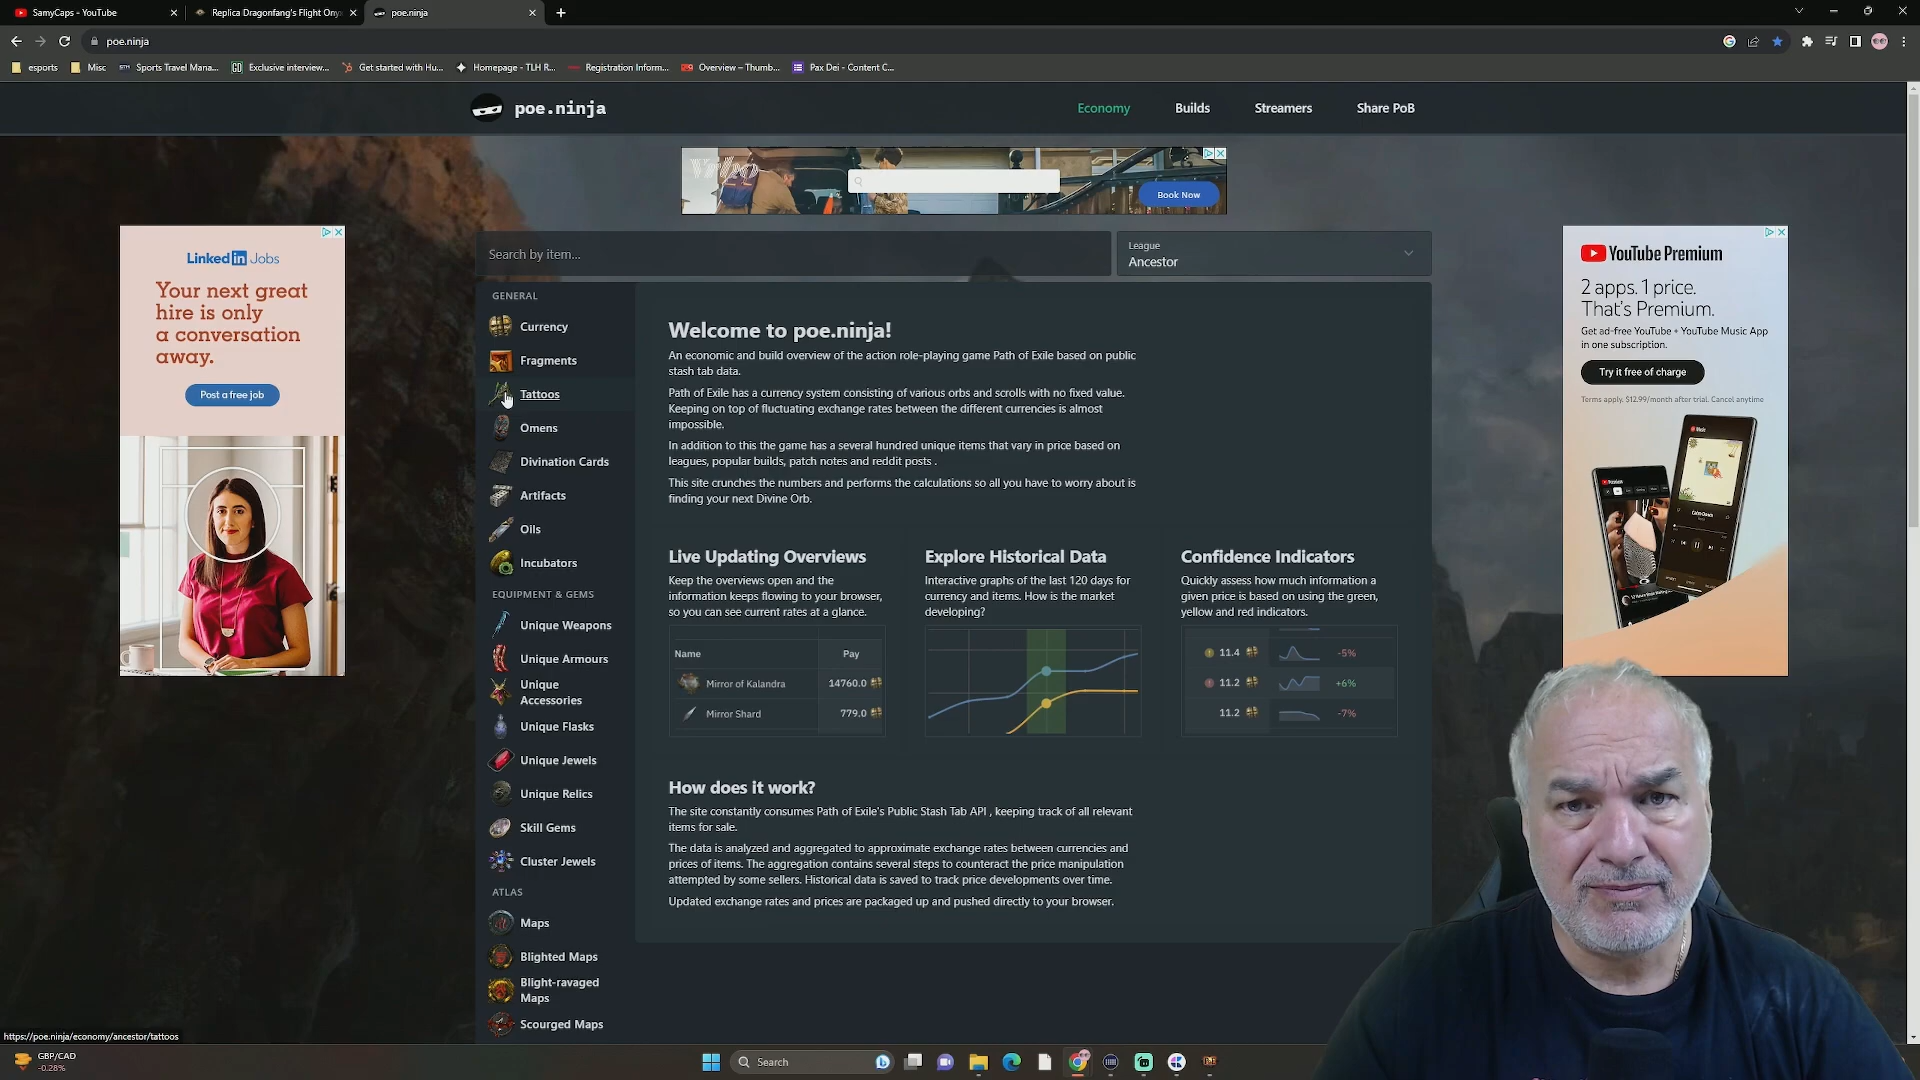 SamyCaps - YouTube
Replica Dragonfang's Flight Ony
poe.ninja
poe.ninja
esports
Misc
Sports Travel Mana...
Exclusive interview...
Get started with Hu...
Homepage - TLH R...
Registration Inform...
Overview – Thumb...
Pax Dei - Content C...
poe.ninja
Economy
Builds
Streamers
Share PoB
Vrbo
Book Now
LinkedIn Jobs
Your next great
hire is only
a conversation
away.
Post a free job
Search by item...
League
Ancestor
GENERAL
Currency
Fragments
Tattoos
Omens
Divination Cards
Artifacts
Oils
Incubators
EQUIPMENT & GEMS
Unique Weapons
Unique Armours
Unique
Accessories
Unique Flasks
Unique Jewels
Unique Relics
Skill Gems
Cluster Jewels
ATLAS
Maps
Blighted Maps
Blight-ravaged
Maps
Scourged Maps
Welcome to poe.ninja!
An economic and build overview of the action role-playing game Path of Exile based on public
stash tab data.
Path of Exile has a currency system consisting of various orbs and scrolls with no fixed value.
Keeping on top of fluctuating exchange rates between the different currencies is almost
impossible.
In addition to this the game has a several hundred unique items that vary in price based on
leagues, popular builds, patch notes and reddit posts .
This site crunches the numbers and performs the calculations so all you have to worry about is
finding your next Divine Orb.
Live Updating Overviews
Keep the overviews open and the
information keeps flowing to your browser,
so you can see current rates at a glance.
Name
Pay
Mirror of Kalandra
14760.0
Mirror Shard
779.0
Explore Historical Data
Interactive graphs of the last 120 days for
currency and items. How is the market
developing?
Confidence Indicators
Quickly assess how much information a
given price is based on using the green,
yellow and red indicators.
11.4
-5%
11.2
+6%
11.2
-7%
How does it work?
The site constantly consumes Path of Exile's Public Stash Tab API , keeping track of all relevant
items for sale.
The data is analyzed and aggregated to approximate exchange rates between currencies and
prices of items. The aggregation contains several steps to counteract the price manipulation
attempted by some sellers. Historical data is saved to track price developments over time.
Updated exchange rates and prices are packaged up and pushed directly to your browser.
YouTube Premium
2 apps. 1 price.
That's Premium.
Get ad-free YouTube + YouTube Music App
in one subscription.
Try it free of charge
Terms apply. $12.99/month after trial. Cancel anytime
https://poe.ninja/economy/ancestor/tattoos
GBP/CAD
-0.28%
Search